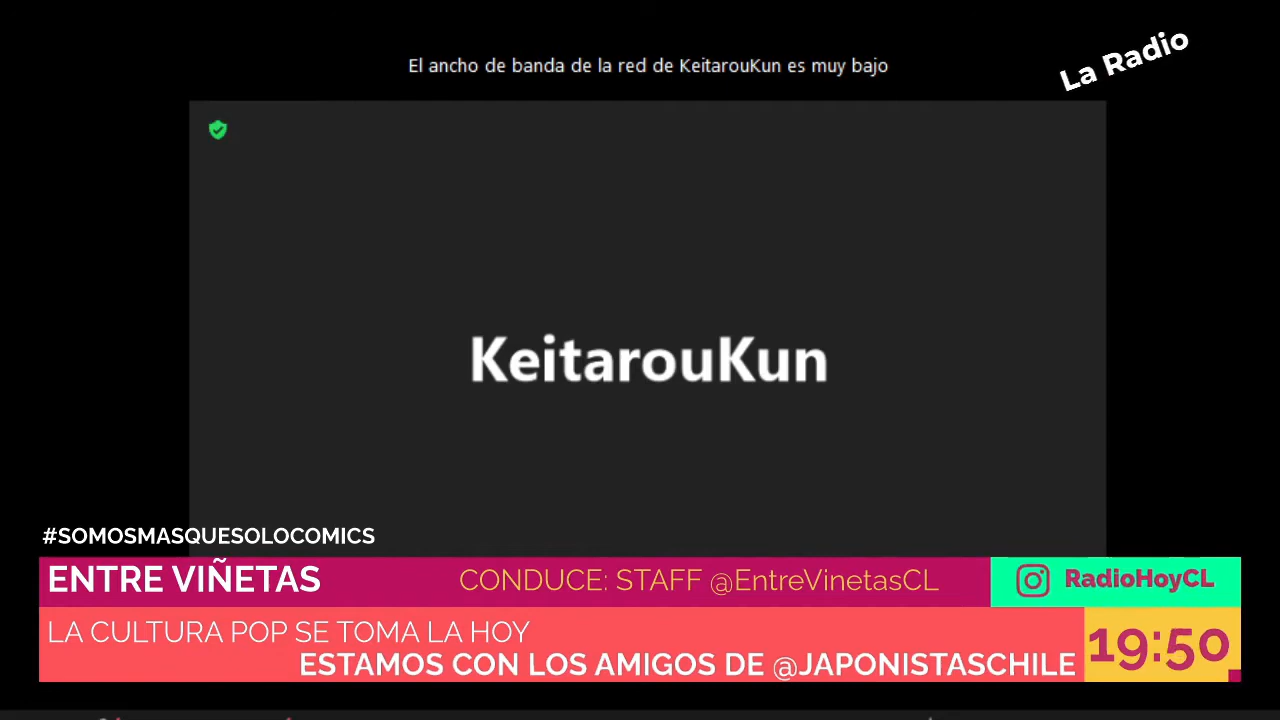 La Radio
El ancho de banda de la red de KeitarouKun es muy bajo
KeitarouKun
#SOMOSMASQUESOLOCOMICS
ENTRE VIÑETAS
CONDUCE: STAFF @EntreVinetasCL
RadioHoyCL
LA CULTURA POP SE TOMA LA HOY
ESTAMOS CON LOS AMIGOS DE @JAPONISTASCHILE
19:50